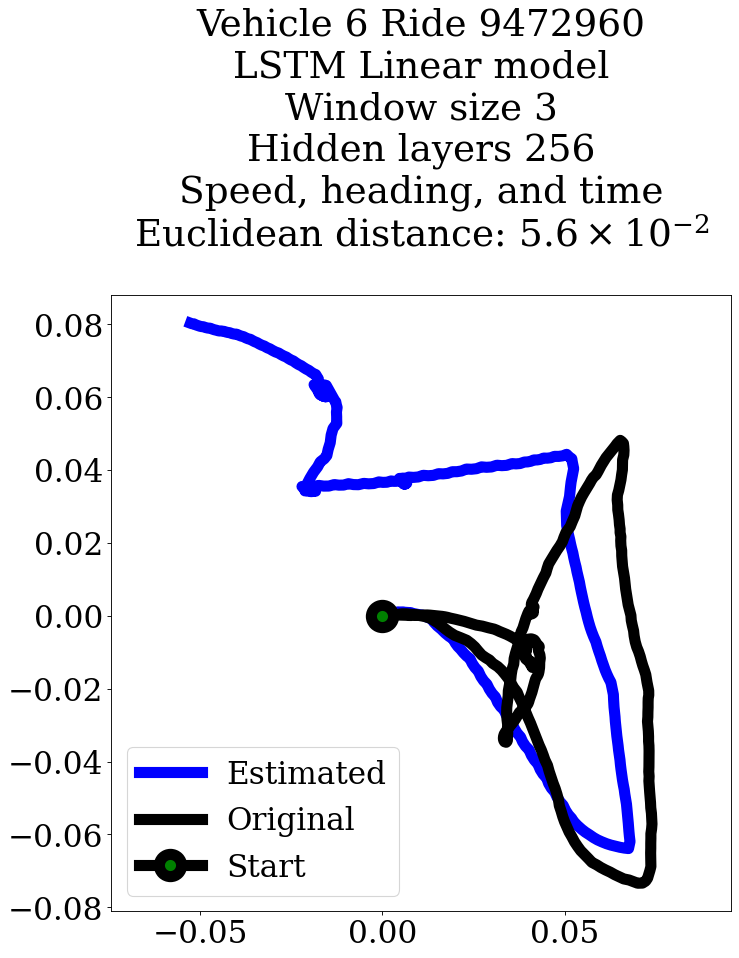 Vehicle 6 Ride 9472960
LSTM Linear model
Window size 3
Hidden layers 256
Speed, heading, and time
Euclidean distance: 5.6 × 10⁻²
0.08
0.06
0.04
0.02
0.00
−0.02
−0.04
−0.06
−0.08
Estimated
Original
Start
−0.05
0.00
0.05